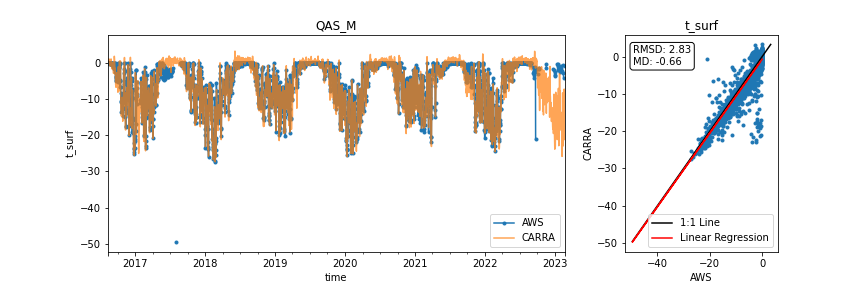 QAS_M
t_surf
0
−10
−20
−30
−40
−50
2017
2018
2019
2020
2021
2022
2023
time
AWS
CARRA
t_surf
RMSD: 2.83
MD: -0.66
CARRA
0
−10
−20
−30
−40
−50
−40
−20
0
AWS
1:1 Line
Linear Regression